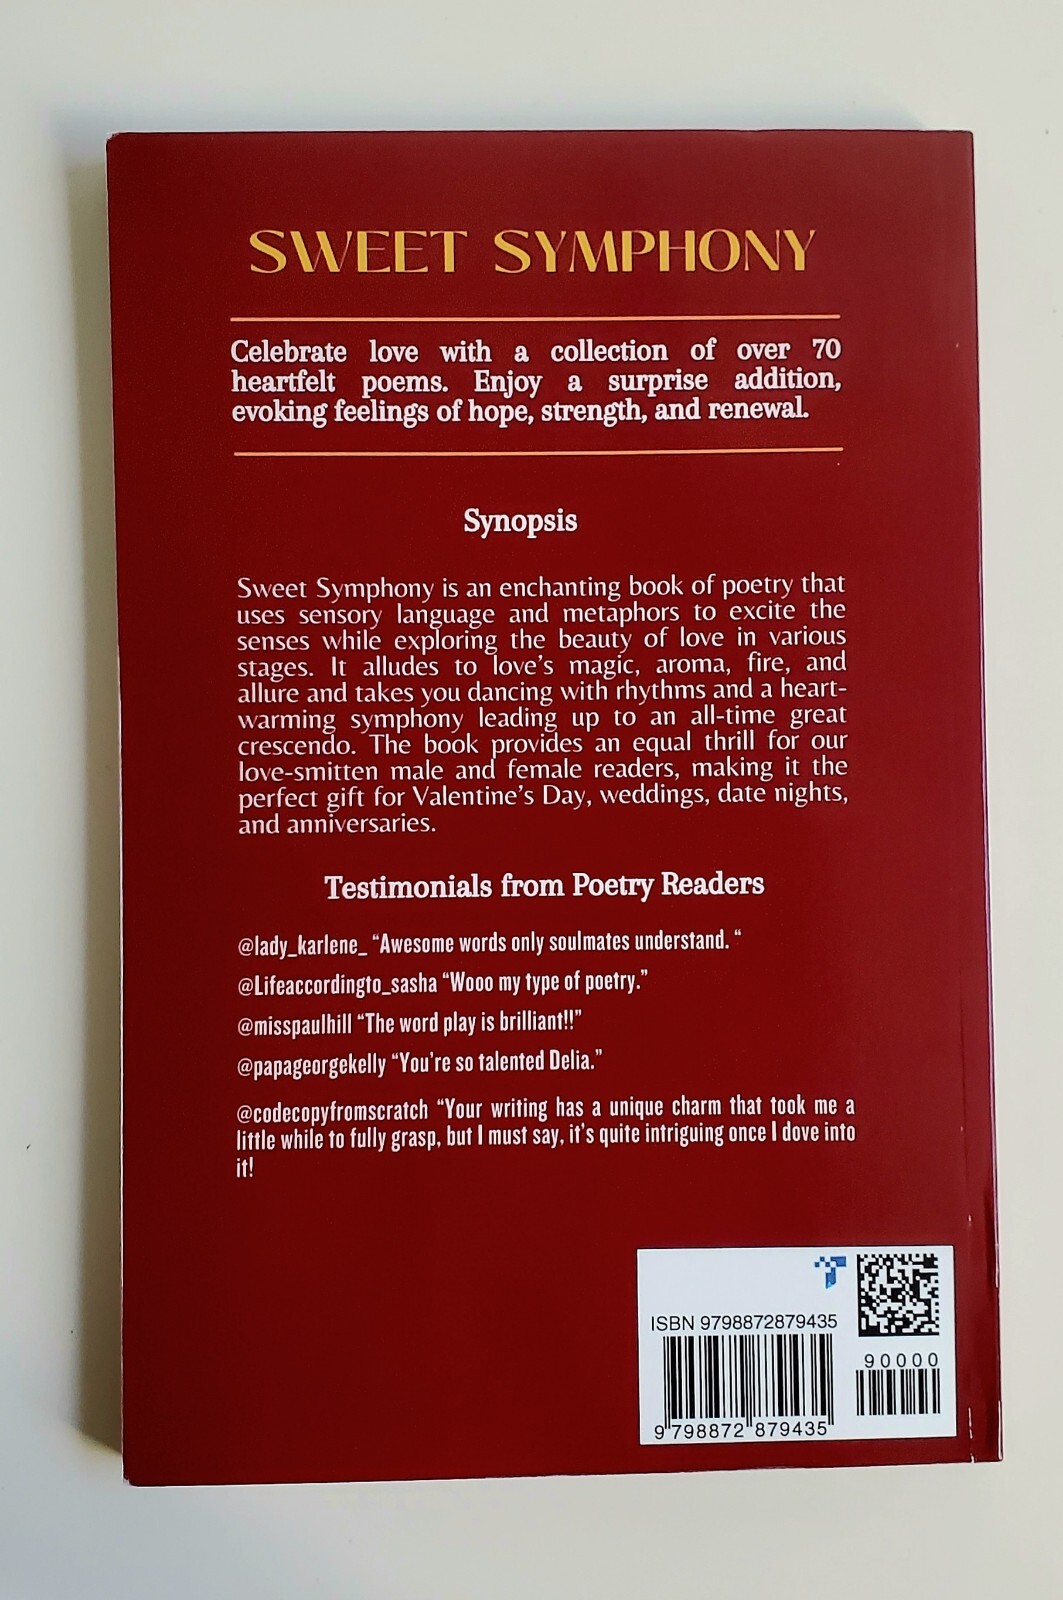 SWEET SYMPHONY
Celebrate love with a collection of over 70
heartfelt poems. Enjoy a surprise addition,
evoking feelings of hope, strength, and renewal.
Synopsis
Sweet Symphony is an enchanting book of poetry that
uses sensory language and metaphors to excite the
senses while exploring the beauty of love in various
stages. It alludes to love's magic, aroma, fire, and
allure and takes you dancing with rhythms and a heart-
warming symphony leading up to an all-time great
crescendo. The book provides an equal thrill for our
love-smitten male and female readers, making it the
perfect gift for Valentine's Day, weddings, date nights,
and anniversaries.
Testimonials from Poetry Readers
@lady_karlene_ “Awesome words only soulmates understand. “
@Lifeaccordingto_sasha “Wooo my type of poetry.”
@misspaulhill “The word play is brilliant!!”
@papageorgekelly “You're so talented Delia.”
@codecopyfromscratch “Your writing has a unique charm that took me a
little while to fully grasp, but I must say, it's quite intriguing once I dove into
it!
ISBN 9798872879435
90000
9 798872 879435